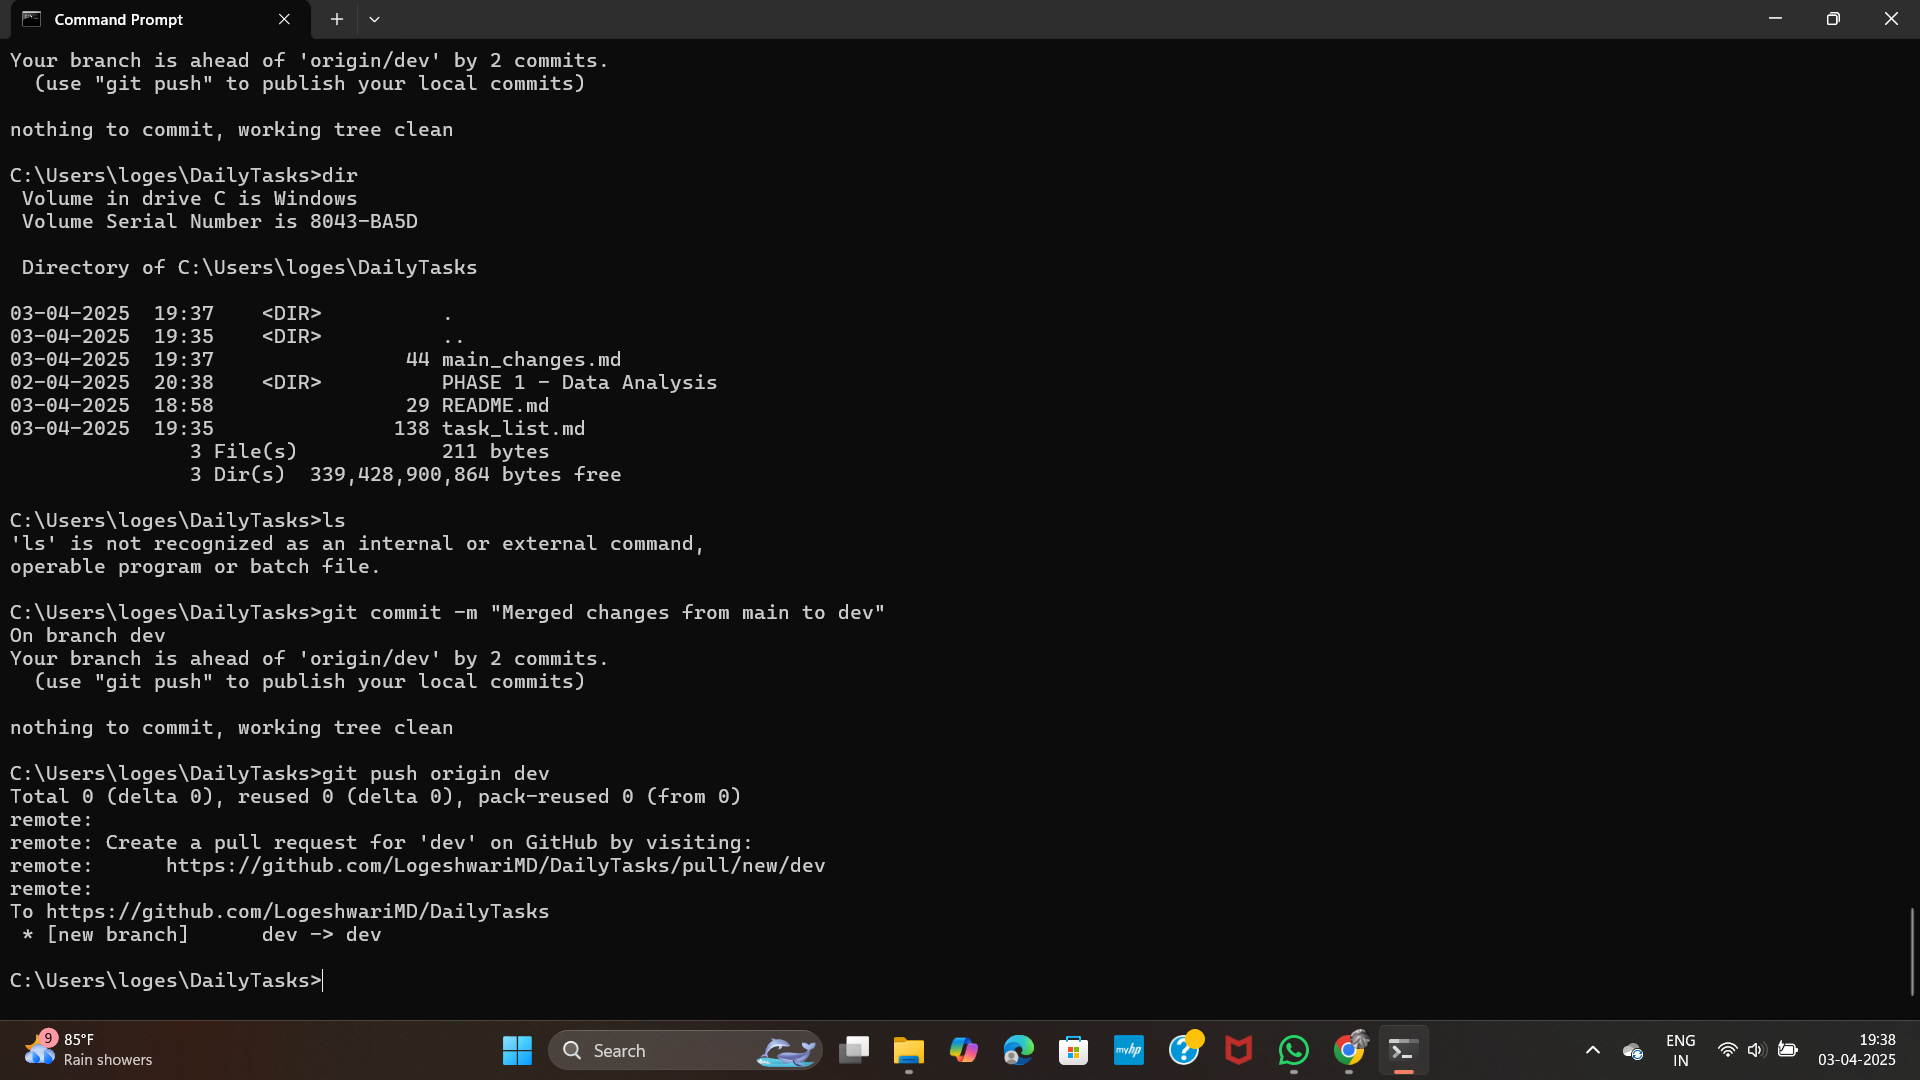 Command Prompt
Your branch is ahead of 'origin/dev' by 2 commits.
  (use "git push" to publish your local commits)
nothing to commit, working tree clean
C:\Users\loges\DailyTasks>dir
 Volume in drive C is Windows
 Volume Serial Number is 8043-BA5D
 Directory of C:\Users\loges\DailyTasks
03-04-2025  19:37    <DIR>          .
03-04-2025  19:35    <DIR>          ..
03-04-2025  19:37                44 main_changes.md
02-04-2025  20:38    <DIR>          PHASE 1 - Data Analysis
03-04-2025  18:58                29 README.md
03-04-2025  19:35               138 task_list.md
               3 File(s)            211 bytes
               3 Dir(s)  339,428,900,864 bytes free
C:\Users\loges\DailyTasks>ls
'ls' is not recognized as an internal or external command,
operable program or batch file.
C:\Users\loges\DailyTasks>git commit -m "Merged changes from main to dev"
On branch dev
Your branch is ahead of 'origin/dev' by 2 commits.
  (use "git push" to publish your local commits)
nothing to commit, working tree clean
C:\Users\loges\DailyTasks>git push origin dev
Total 0 (delta 0), reused 0 (delta 0), pack-reused 0 (from 0)
remote:
remote: Create a pull request for 'dev' on GitHub by visiting:
remote:      https://github.com/LogeshwariMD/DailyTasks/pull/new/dev
remote:
To https://github.com/LogeshwariMD/DailyTasks
 * [new branch]      dev -> dev
C:\Users\loges\DailyTasks>
9
85°F
Rain showers
Search
myhp
ENG
IN
19:38
03-04-2025